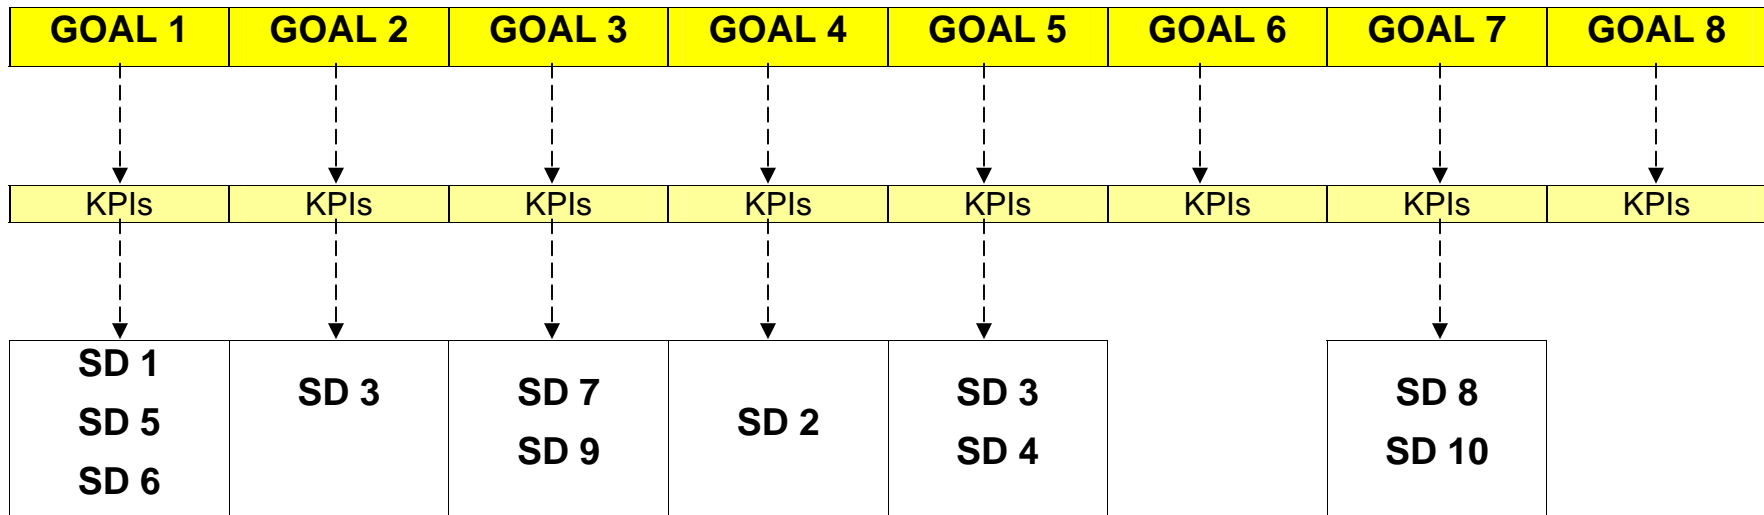 GOAL 1 GOAL 2 GOAL 3 GOAL 4 GOAL 5 GOAL 6 GOAL 7 GOAL 8
KPIs KPIs KPIs KPIs KPIs KPIs KPIs KPIs
SD 1
SD 5
SD 6
SD 3
SD 7
SD 9
SD 2
SD 3
SD 4
SD 8
SD 10